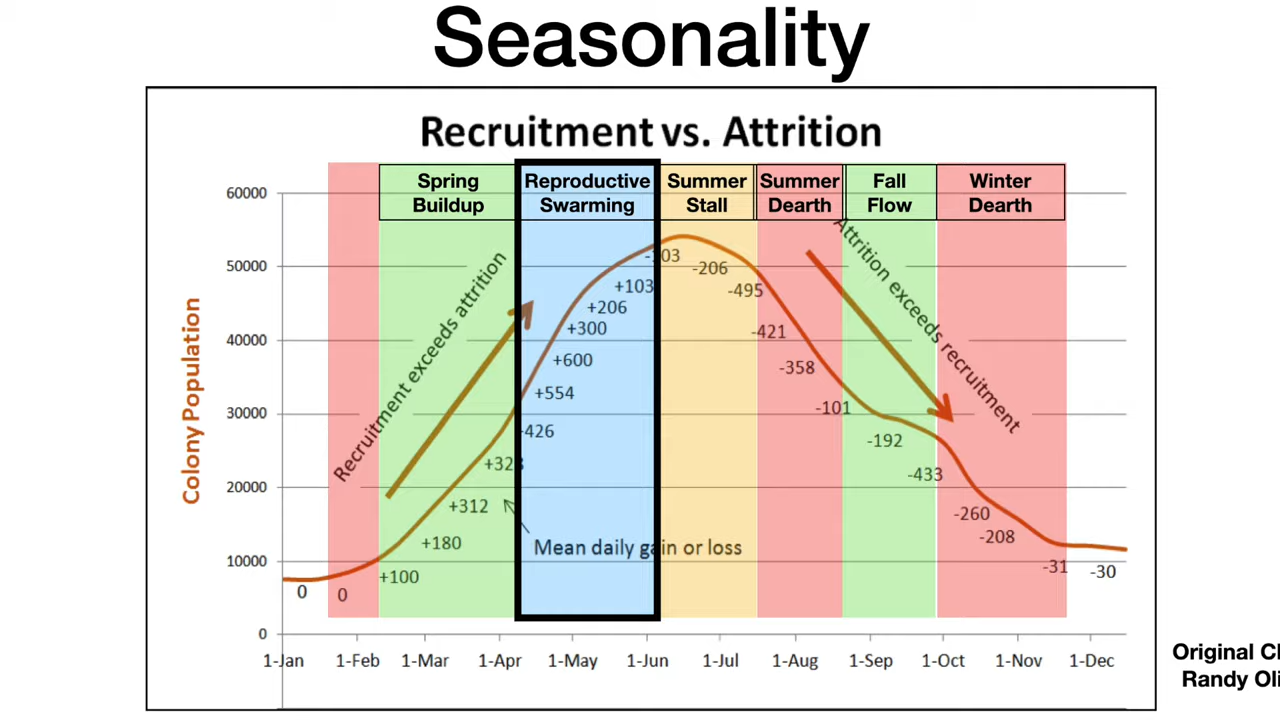 Seasonality
Recruitment vs. Attrition
Spring
Buildup
Reproductive
Swarming
Summer
Stall
Summer
Dearth
Fall
Flow
Winter
Dearth
60000
50000
40000
30000
20000
10000
0
Colony Population
Recruitment exceeds attrition
Attrition exceeds recruitment
0
0
+100
+180
+312
+323
-426
+554
+600
+300
+206
+103
-103
-206
-495
-421
-358
-101
-192
-433
-260
-208
-31
-30
Mean daily gain or loss
1-Jan
1-Feb
1-Mar
1-Apr
1-May
1-Jun
1-Jul
1-Aug
1-Sep
1-Oct
1-Nov
1-Dec
Original
Randy